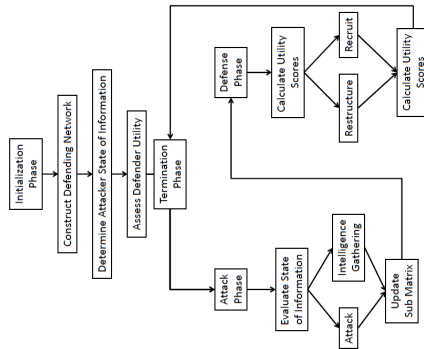 Initialization
Phase
Construct Defending Network
Determine Attacker State of Information
Assess Defender Utility
Termination
Phase
Attack
Phase
Evaluate State
of Information
Attack
Intelligence
Gathering
Update
Sub Matrix
Defense
Phase
Calculate Utility
Scores
Restructure
Recruit
Calculate Utility
Scores